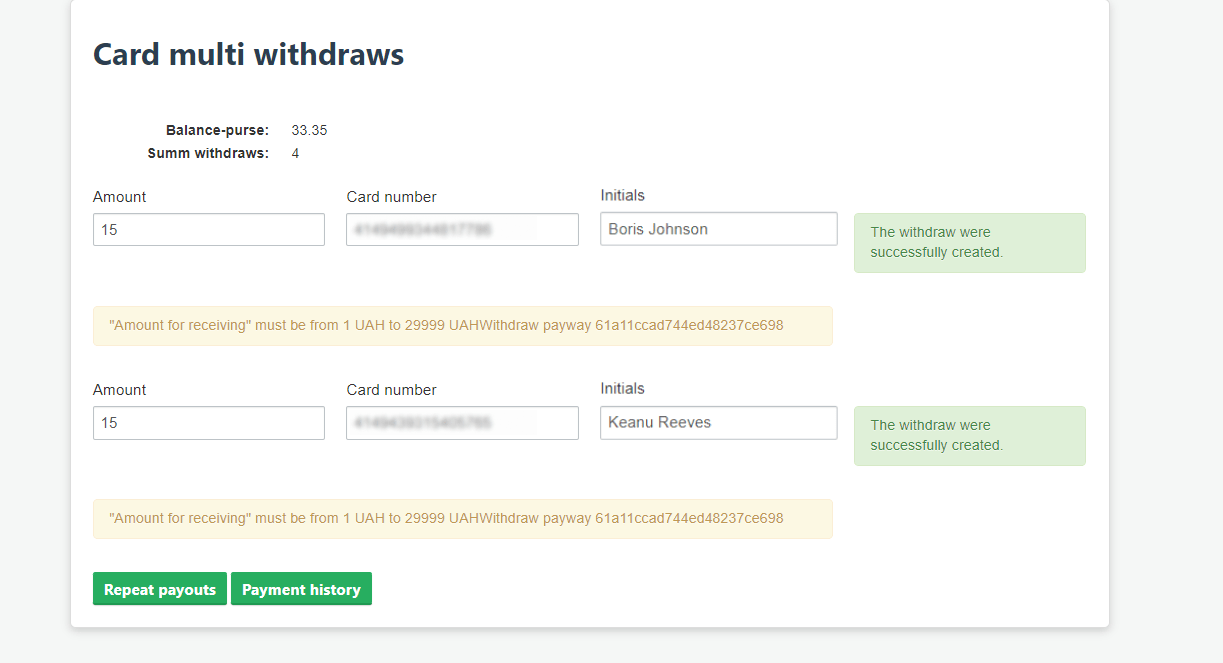 Card multi withdraws
Balance-purse: 33.35
Summ withdraws: 4
Amount Card number Initials
15 Boris Johnson
The withdraw were
successfully created.
"Amount for receiving" must be from 1 UAH to 29999 UAHWithdraw payway 61a11ccad744ed48237ce698
Amount Card number Initials
15 Keanu Reeves
The withdraw were
successfully created.
"Amount for receiving" must be from 1 UAH to 29999 UAHWithdraw payway 61a11ccad744ed48237ce698
Repeat payouts Payment history